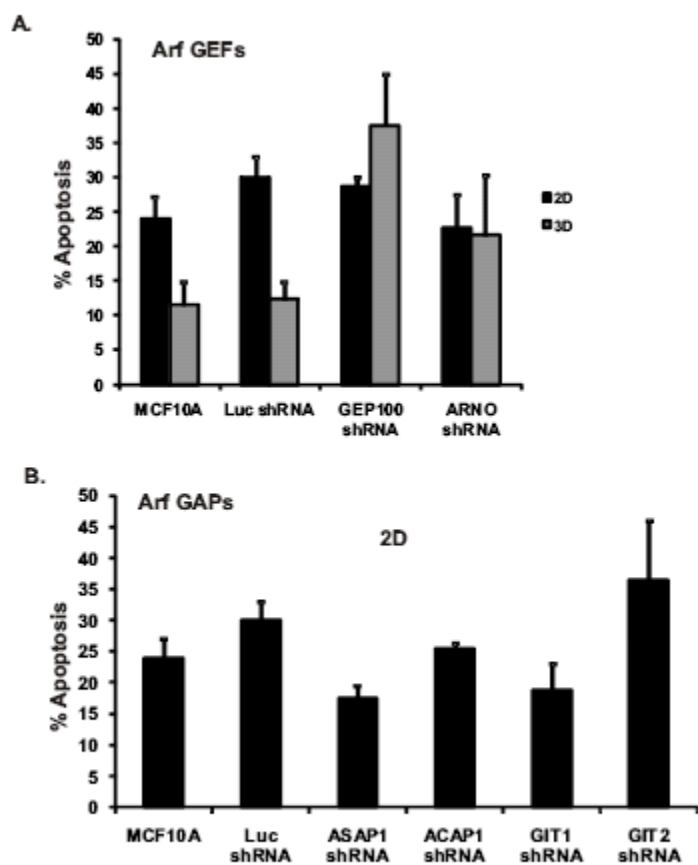 A.
Arf GEFs
% Apoptosis
50
45
40
35
30
25
20
15
10
5
0
2D
3D
MCF10A
Luc shRNA
GEP100
shRNA
ARNO
shRNA
B.
Arf GAPs
2D
% Apoptosis
50
45
40
35
30
25
20
15
10
5
0
MCF10A
Luc
shRNA
ASAP1
shRNA
ACAP1
shRNA
GIT1
shRNA
GIT2
shRNA